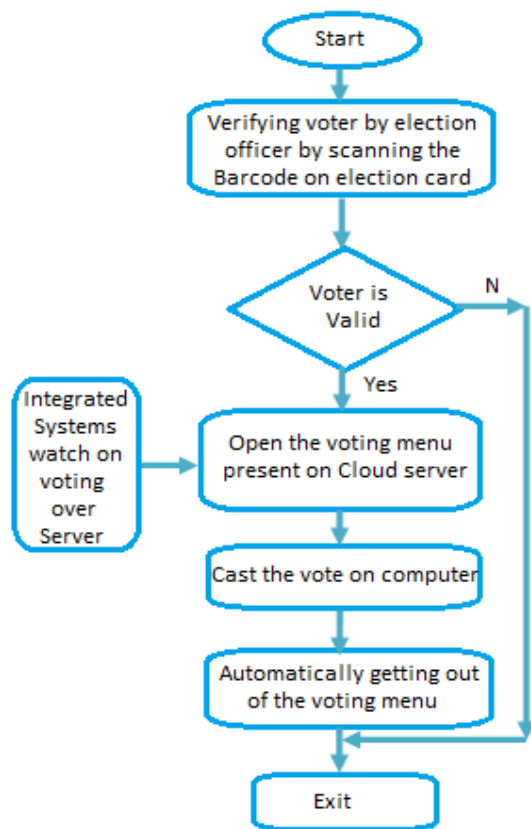 Start
Verifying voter by election
officer by scanning the
Barcode on election card
Voter is
Valid
N
Yes
Integrated
Systems
watch on
voting
over
Server
Open the voting menu
present on Cloud server
Cast the vote on computer
Automatically getting out
of the voting menu
Exit